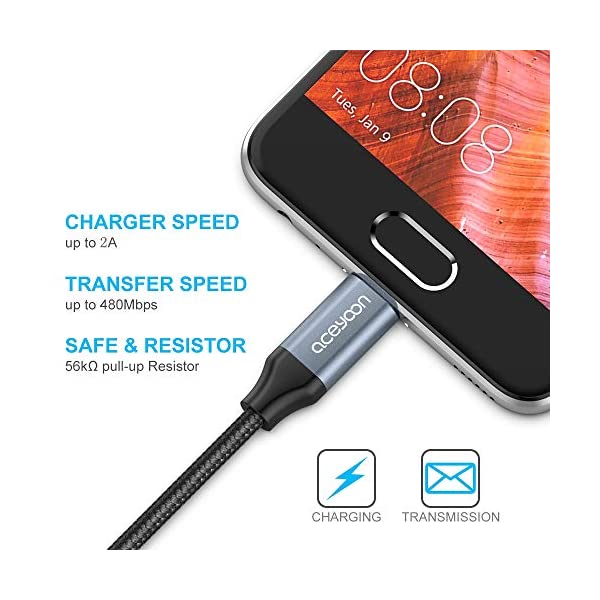 08:08
Tues, Jan 9
CHARGER SPEED
up to 2A
TRANSFER SPEED
up to 480Mbps
SAFE & RESISTOR
56kΩ pull-up Resistor
aceyoon
CHARGING
TRANSMISSION